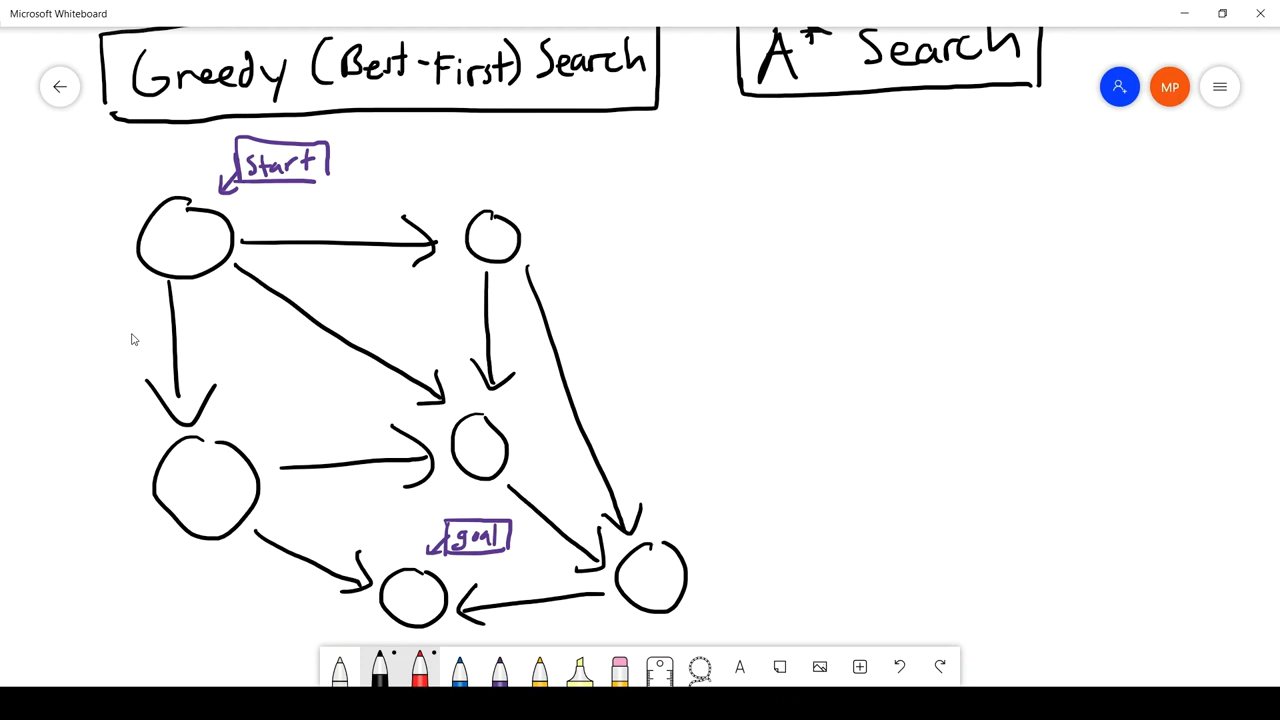 Microsoft Whiteboard
Greedy (Best-First) Search
A* Search
MP
start
goal
A